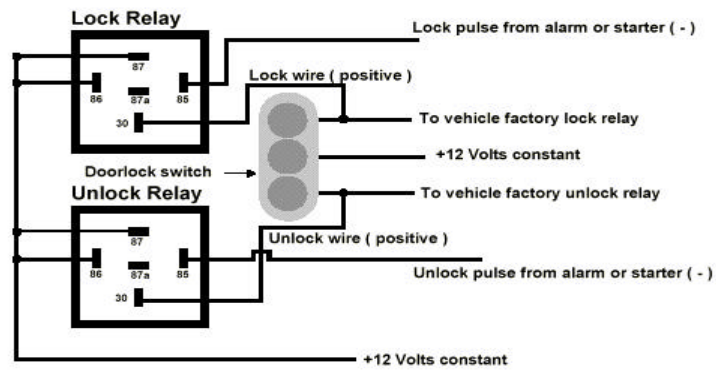 Lock Relay
Lock pulse from alarm or starter ( - )
87
Lock wire ( positive )
86
87a
85
30
To vehicle factory lock relay
+12 Volts constant
Doorlock switch
Unlock Relay
To vehicle factory unlock relay
87
Unlock wire ( positive )
86
87a
85
Unlock pulse from alarm or starter ( - )
30
+12 Volts constant